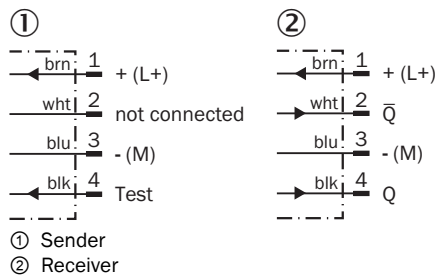 ① ②
brn 1 + (L+)
wht 2 not connected
blu 3 - (M)
blk 4 Test
brn 1 + (L+)
wht 2 Q̅
blu 3 - (M)
blk 4 Q
① Sender
② Receiver